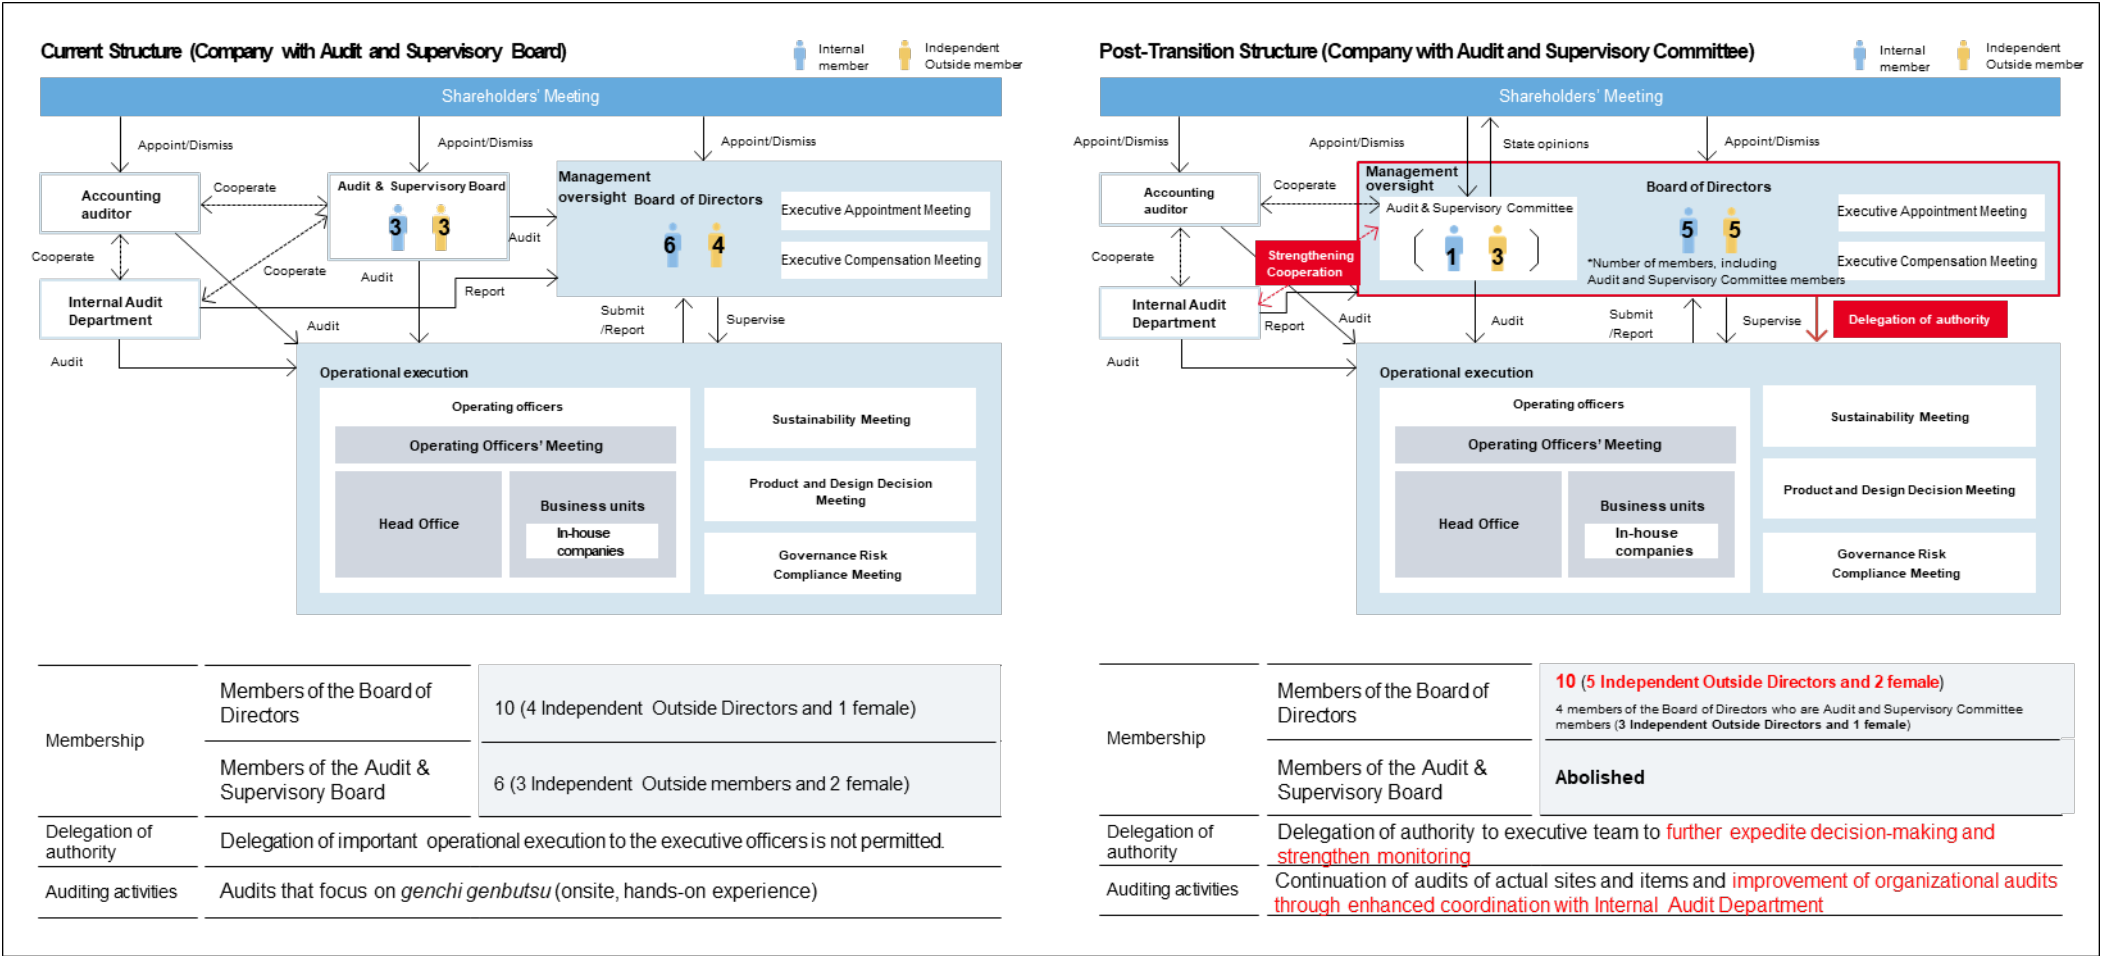 Current Structure (Company with Audit and Supervisory Board)
Internal
member
Independent
Outside member
Shareholders' Meeting
Appoint/Dismiss
Appoint/Dismiss
Appoint/Dismiss
Accounting
auditor
Cooperate
Audit & Supervisory Board
3
3
Management
oversight
Board of Directors
6
4
Executive Appointment Meeting
Executive Compensation Meeting
Audit
Cooperate
Cooperate
Audit
Report
Internal Audit
Department
Submit
/Report
Supervise
Audit
Audit
Operational execution
Operating officers
Operating Officers' Meeting
Head Office
Business units
In-house
companies
Sustainability Meeting
Product and Design Decision
Meeting
Governance Risk
Compliance Meeting
Membership
Members of the Board of
Directors
10 (4 Independent Outside Directors and 1 female)
Members of the Audit &
Supervisory Board
6 (3 Independent Outside members and 2 female)
Delegation of
authority
Delegation of important operational execution to the executive officers is not permitted.
Auditing activities
Audits that focus on genchi genbutsu (onsite, hands-on experience)
Post-Transition Structure (Company with Audit and Supervisory Committee)
Internal
member
Independent
Outside member
Shareholders' Meeting
Appoint/Dismiss
Appoint/Dismiss
State opinions
Appoint/Dismiss
Accounting
auditor
Cooperate
Management
oversight
Audit & Supervisory Committee
1
3
Board of Directors
5
5
*Number of members, including
Audit and Supervisory Committee members
Executive Appointment Meeting
Executive Compensation Meeting
Cooperate
Strengthening
Cooperation
Internal Audit
Department
Report
Audit
Audit
Submit
/Report
Supervise
Delegation of authority
Audit
Operational execution
Operating officers
Operating Officers' Meeting
Head Office
Business units
In-house
companies
Sustainability Meeting
Product and Design Decision Meeting
Governance Risk
Compliance Meeting
Membership
Members of the Board of
Directors
10 (5 Independent Outside Directors and 2 female)
4 members of the Board of Directors who are Audit and Supervisory Committee
members (3 Independent Outside Directors and 1 female)
Members of the Audit &
Supervisory Board
Abolished
Delegation of
authority
Delegation of authority to executive team to further expedite decision-making and
strengthen monitoring
Auditing activities
Continuation of audits of actual sites and items and improvement of organizational audits
through enhanced coordination with Internal Audit Department